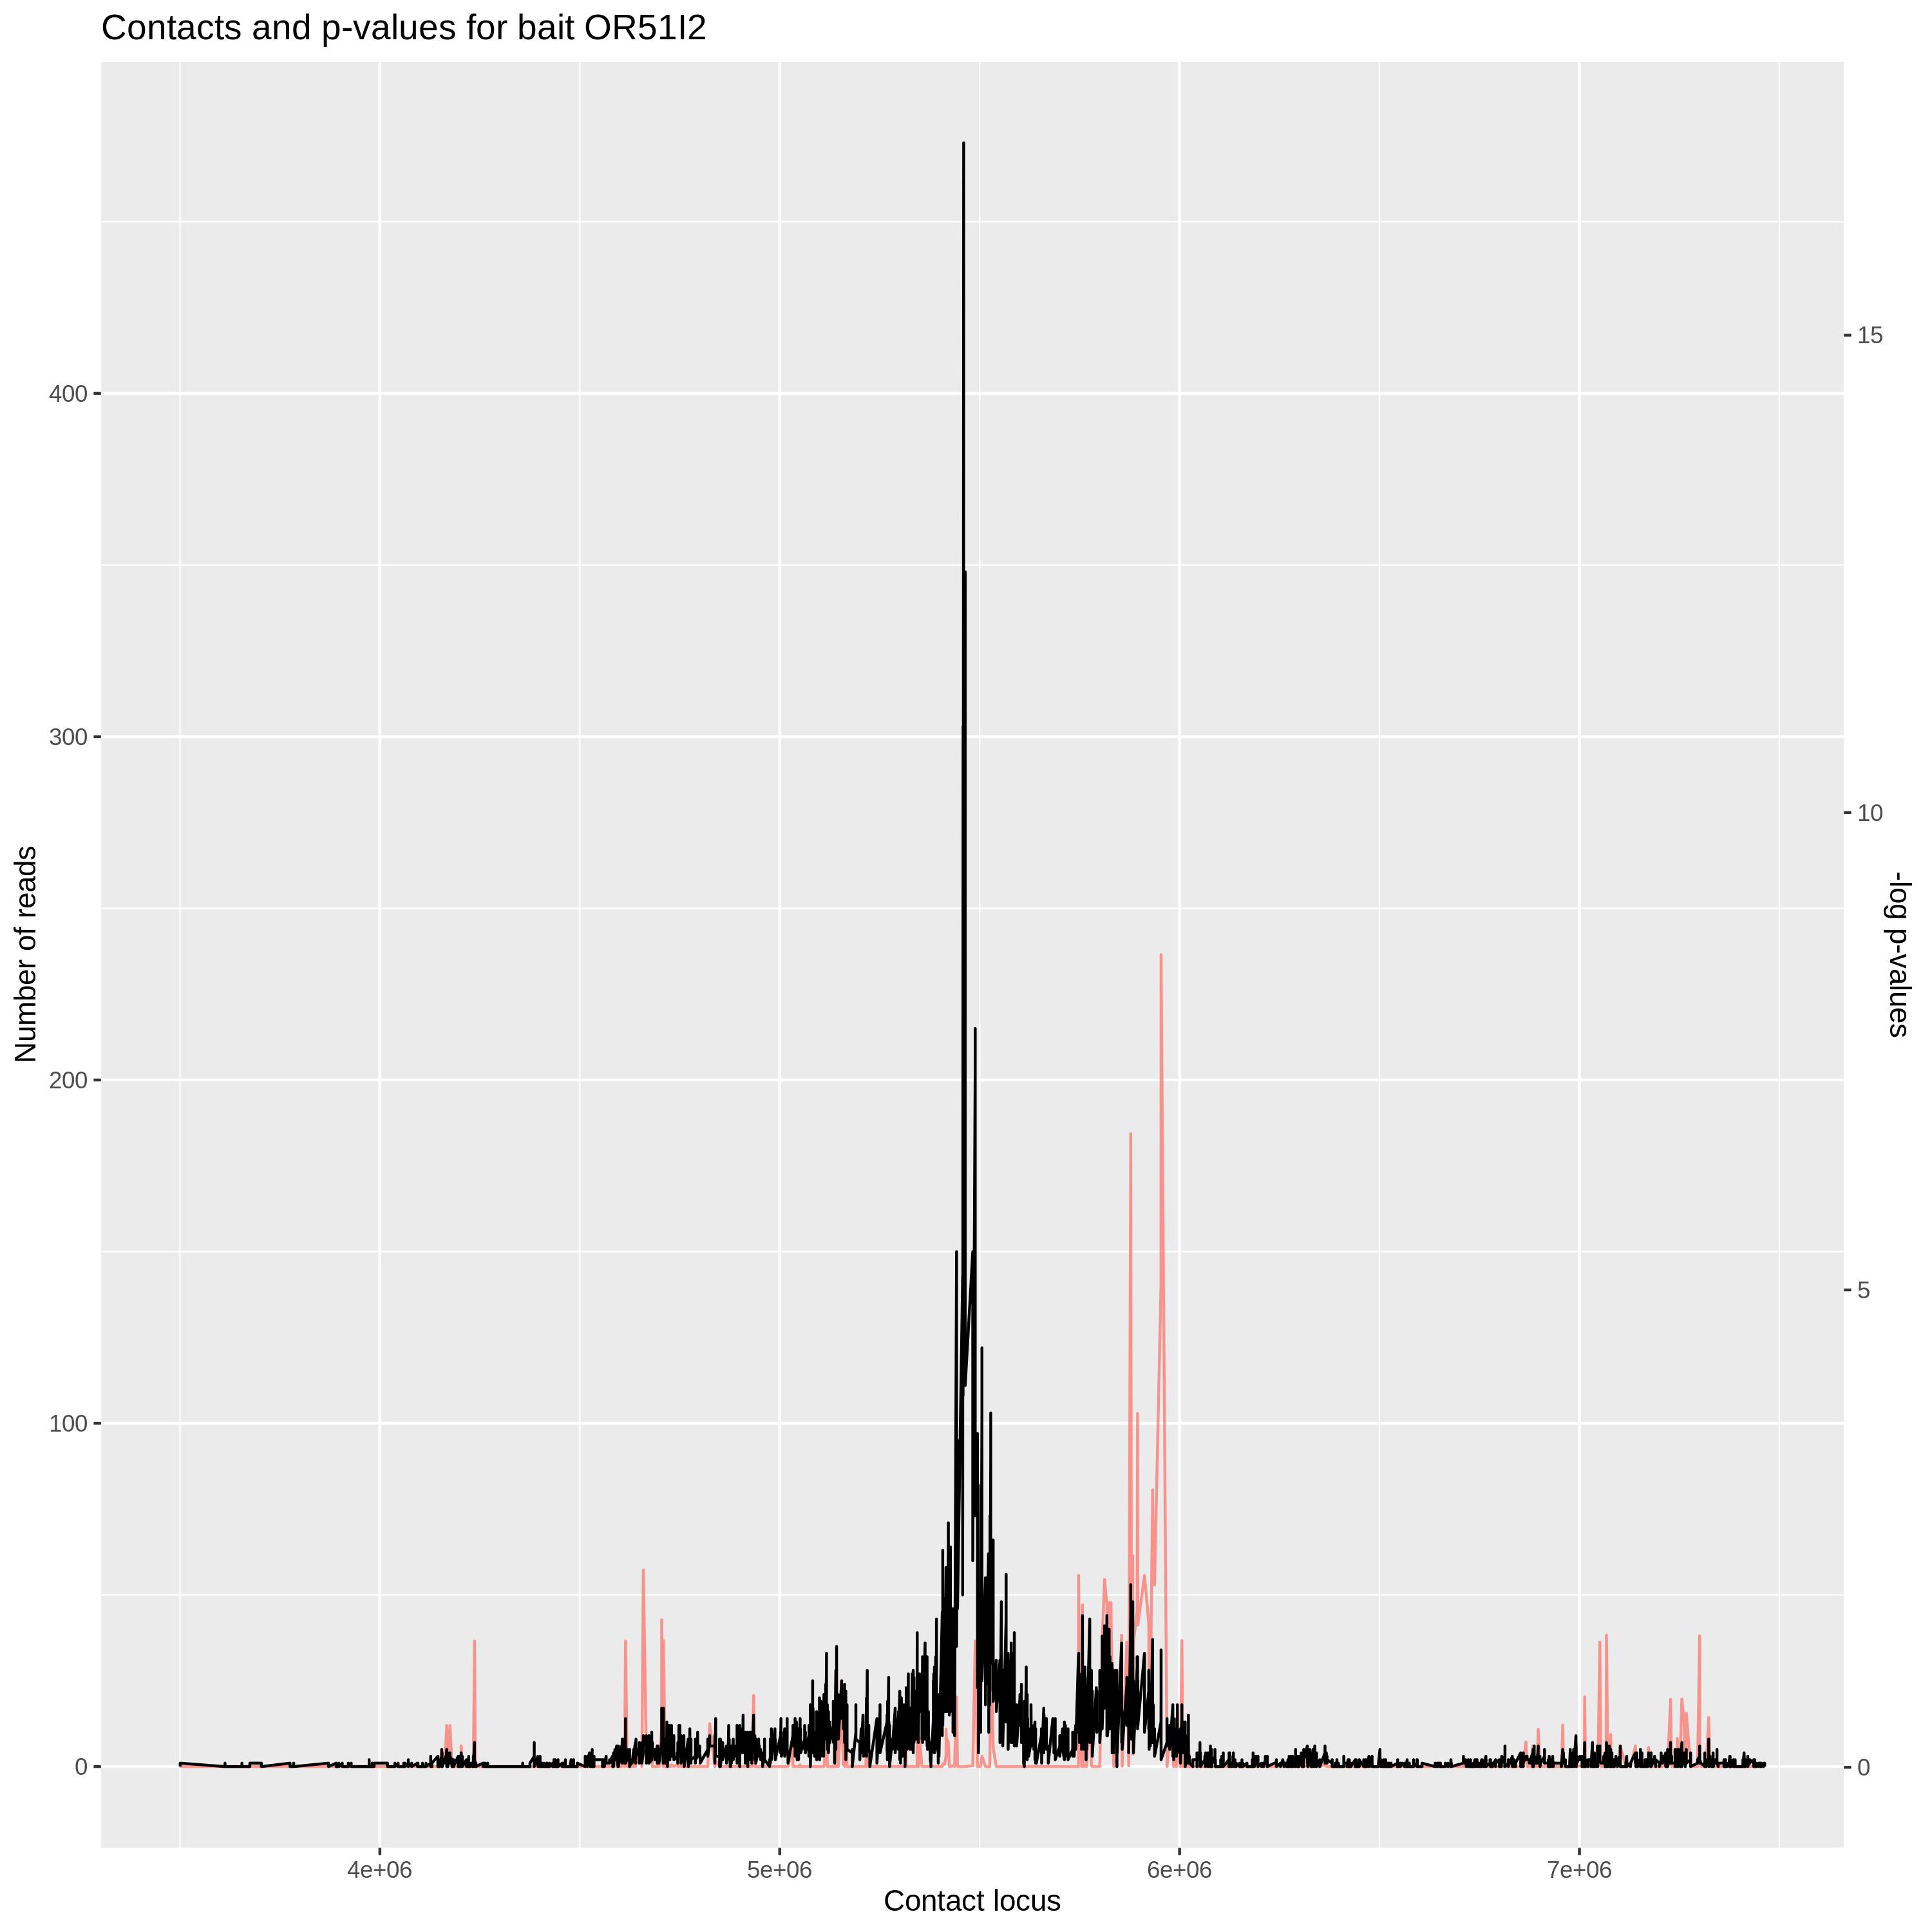 Contacts and p-values for bait OR51I2
Number of reads
400
300
200
100
0
15
10
5
0
-log p-values
4e+06
5e+06
6e+06
7e+06
Contact locus